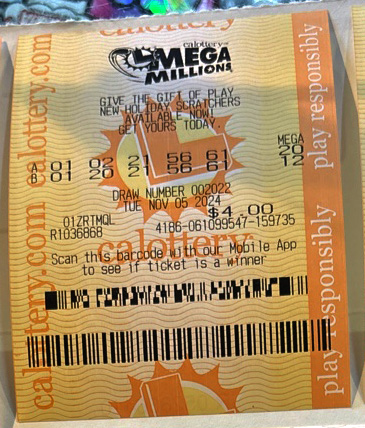 calottery
calottery
MEGA
MILLIONS
GIVE THE GIFT OF PLAY
NEW HOLIDAY SCRATCHERS
AVAILABLE NOW!
GET YOURS TODAY.
MEGA
A 01 02 21 56 61 20
B 01 20 21 56 61 12
DRAW NUMBER 002022
TUE NOV 05 2024
$4.00
01ZRTMQL
R1036868 4186-061099547-159735
calottery
Scan this barcode with our Mobile App
to see if ticket is a winner
calottery.com calottery.com
play responsibly play responsibly